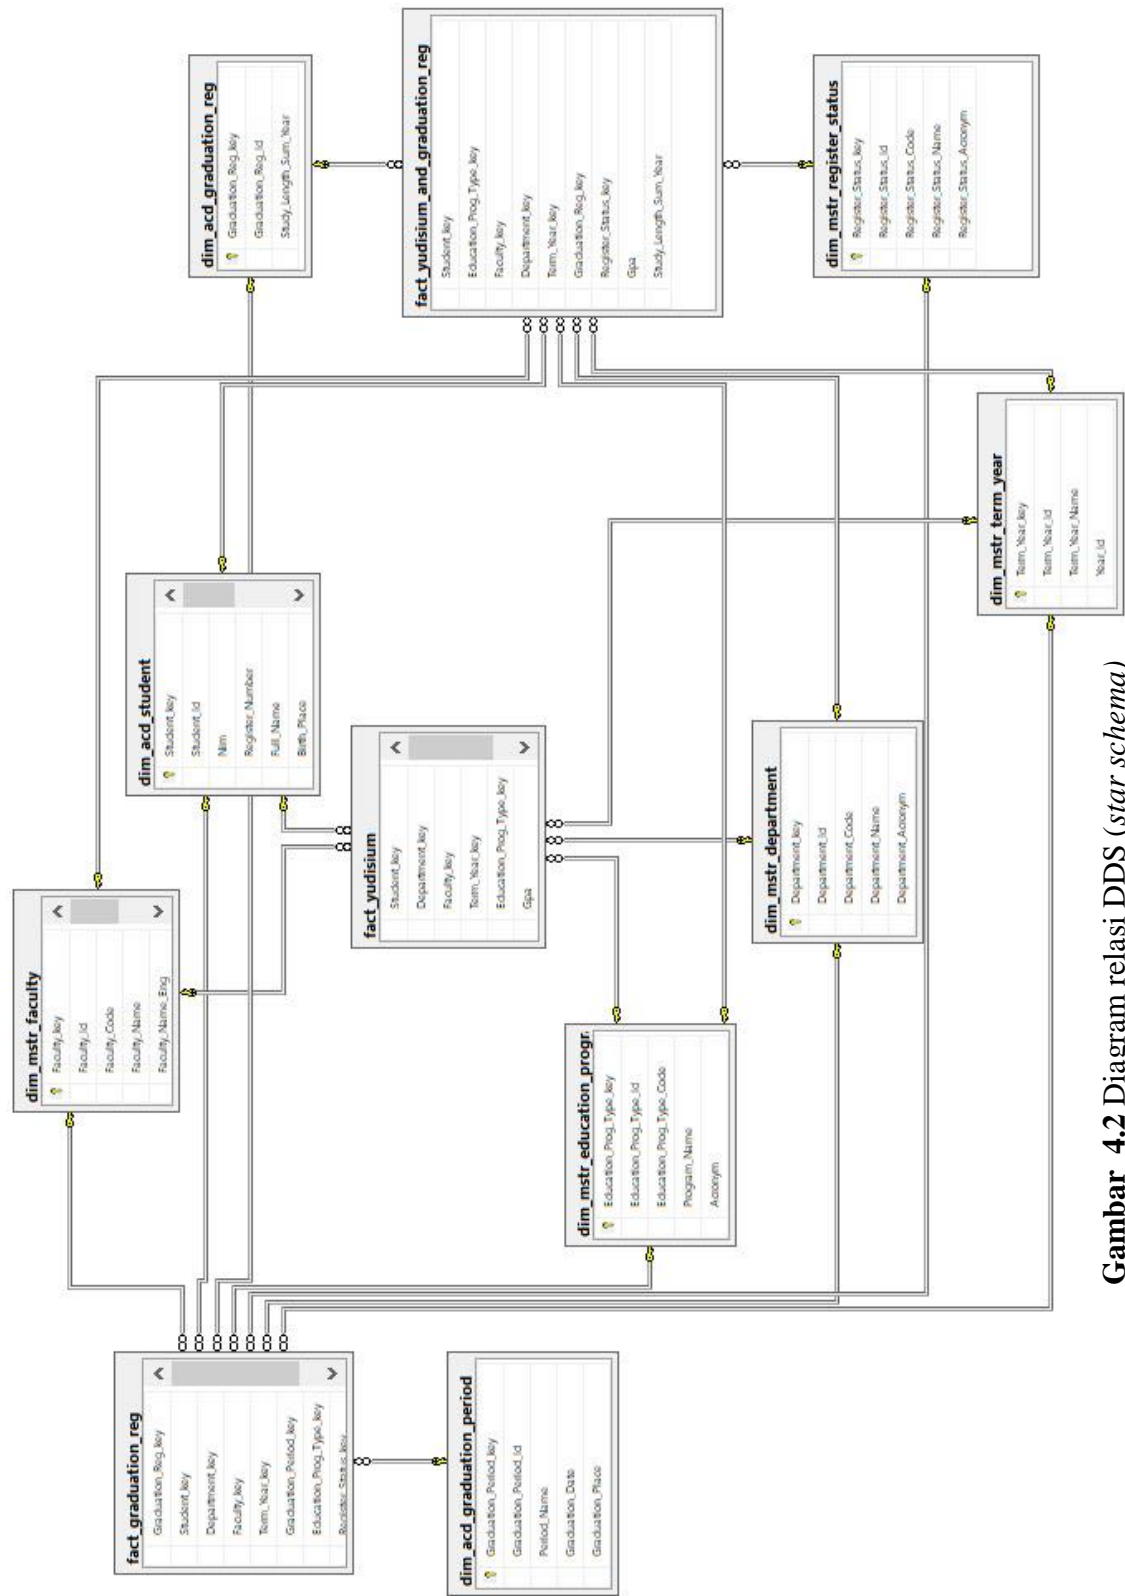 fact_graduation_reg
Graduation_Reg_key
Student_key
Department_key
Faculty_key
Term_Year_key
Graduation_Period_key
Education_Prog_Type_key
Register_Status_key
dim_acd_graduation_period
Graduation_Period_key
Graduation_Period_Id
Period_Name
Graduation_Date
Graduation_Place
dim_mstr_faculty
Faculty_key
Faculty_Id
Faculty_Code
Faculty_Name
Faculty_Name_Eng
dim_mstr_education_progr
Education_Prog_Type_key
Education_Prog_Type_Id
Education_Prog_Type_Code
Program_Name
Acronym
dim_acd_student
Student_key
Student_Id
Nim
Register_Number
Full_Name
Birth_Place
fact_yudisium
Student_key
Department_key
Faculty_key
Term_Year_key
Education_Prog_Type_key
Gpa
dim_mstr_department
Department_key
Department_Id
Department_Code
Department_Name
Department_Acronym
dim_mstr_term_year
Term_Year_key
Term_Year_Id
Term_Year_Name
Year_Id
dim_acd_graduation_reg
Graduation_Reg_key
Graduation_Reg_Id
Study_Length_Sum_Year
fact_yudisium_and_graduation_reg
Student_key
Education_Prog_Type_key
Faculty_key
Department_key
Term_Year_key
Graduation_Reg_key
Register_Status_key
Gpa
Study_Length_Sum_Year
dim_mstr_register_status
Register_Status_key
Register_Status_Id
Register_Status_Code
Register_Status_Name
Register_Status_Acronym
Gambar 4.2 Diagram relasi DDS (star schema)